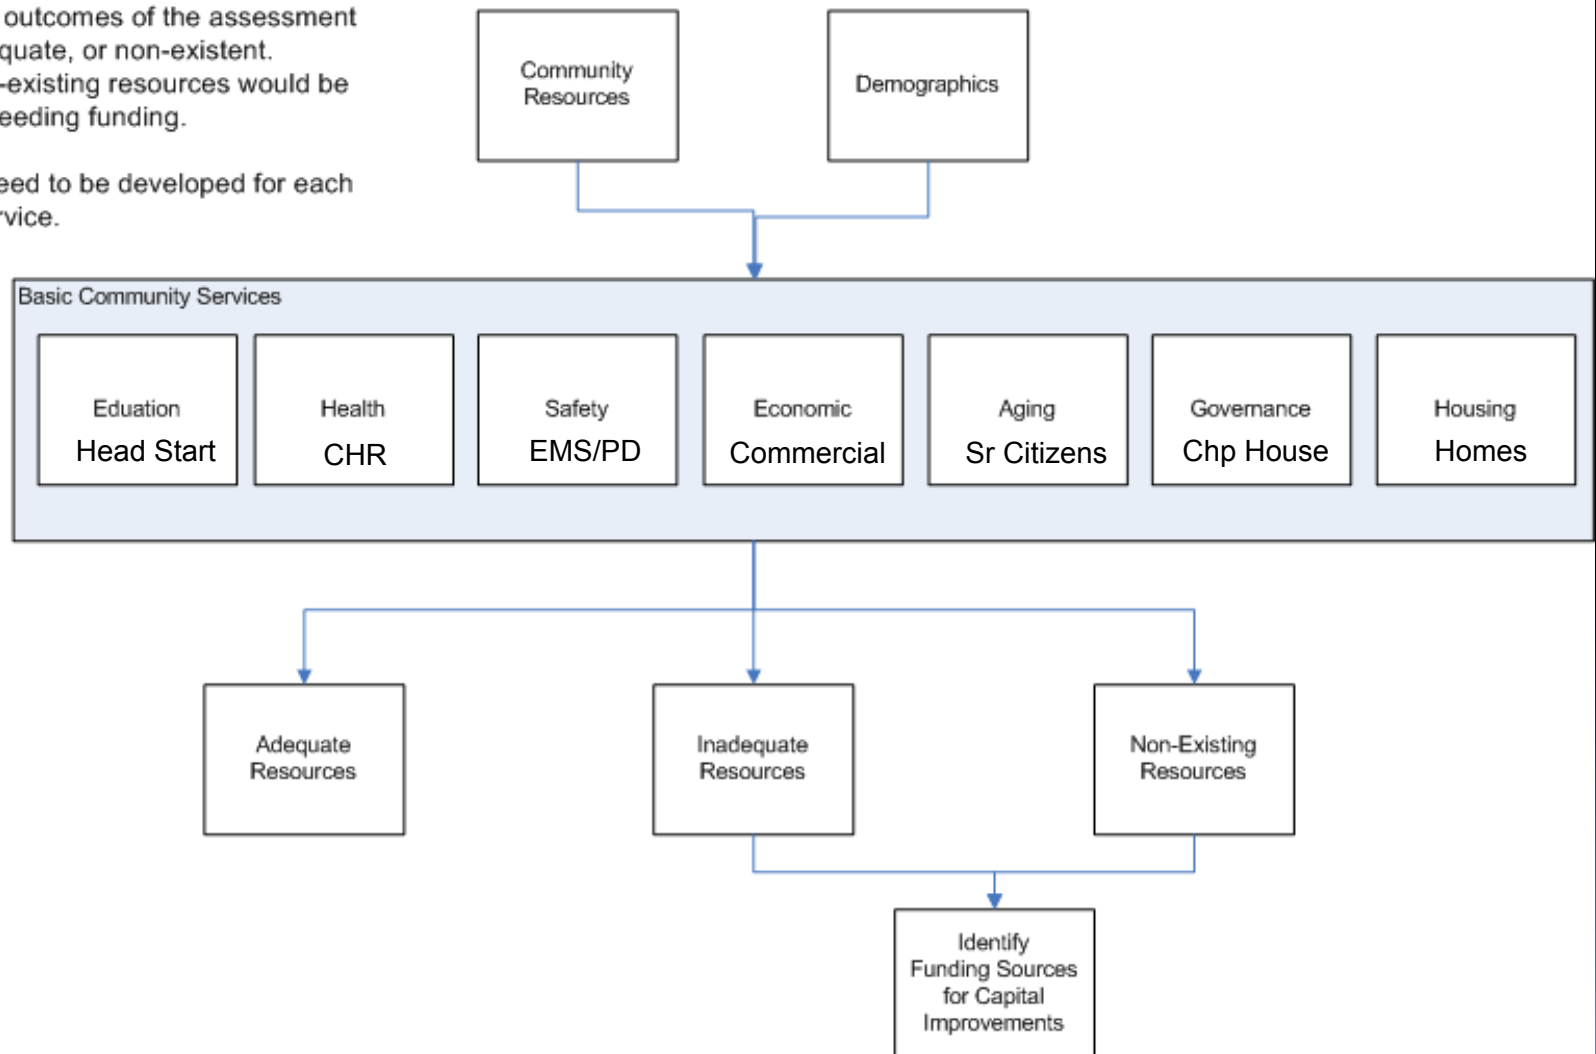 outcomes of the assessment
quate, or non-existent.
-existing resources would be
eeding funding.
eed to be developed for each
rvice.
Community
Resources
Demographics
Basic Community Services
Eduation
Head Start
Health
CHR
Safety
EMS/PD
Economic
Commercial
Aging
Sr Citizens
Governance
Chp House
Housing
Homes
Adequate
Resources
Inadequate
Resources
Non-Existing
Resources
Identify
Funding Sources
for Capital
Improvements